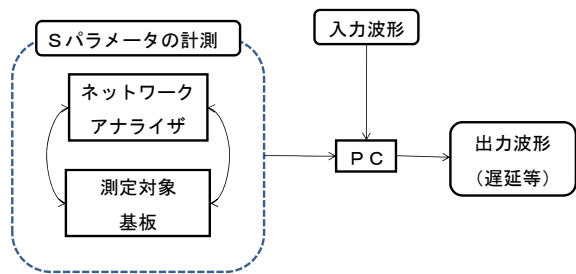 Sパラメータの計測
入力波形
ネットワーク
アナライザ
測定対象
基板
PC
出力波形
（遅延等）